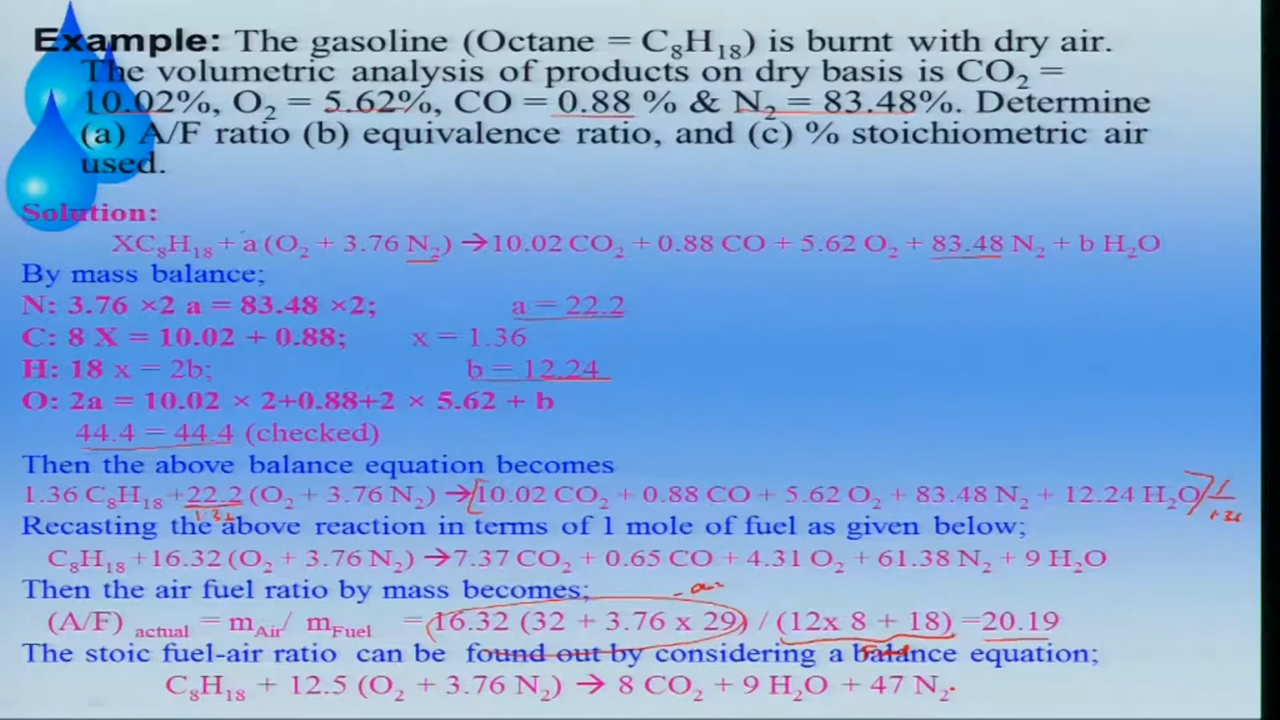 Example: The gasoline (Octane = C₈H₁₈) is burnt with dry air.
The volumetric analysis of products on dry basis is CO₂ =
10.02%, O₂ = 5.62%, CO = 0.88 % & N₂ = 83.48%. Determine
(a) A/F ratio (b) equivalence ratio, and (c) % stoichiometric air
used.
Solution:
XC₈H₁₈ + a (O₂ + 3.76 N₂) →10.02 CO₂ + 0.88 CO + 5.62 O₂ + 83.48 N₂ + b H₂O
By mass balance;
N: 3.76 ×2 a = 83.48 ×2; a = 22.2
C: 8 X = 10.02 + 0.88; x = 1.36
H: 18 x = 2b; b = 12.24
O: 2a = 10.02 × 2+0.88+2 × 5.62 + b
44.4 = 44.4 (checked)
Then the above balance equation becomes
1.36 C₈H₁₈ +22.2 (O₂ + 3.76 N₂) →[10.02 CO₂ + 0.88 CO + 5.62 O₂ + 83.48 N₂ + 12.24 H₂O]
Recasting the above reaction in terms of 1 mole of fuel as given below;
C₈H₁₈ +16.32 (O₂ + 3.76 N₂) →7.37 CO₂ + 0.65 CO + 4.31 O₂ + 61.38 N₂ + 9 H₂O
Then the air fuel ratio by mass becomes;
(A/F) actual = mAir/ mFuel = 16.32 (32 + 3.76 x 29) / (12x 8 + 18) =20.19
The stoic fuel-air ratio can be found out by considering a balance equation;
C₈H₁₈ + 12.5 (O₂ + 3.76 N₂) → 8 CO₂ + 9 H₂O + 47 N₂.